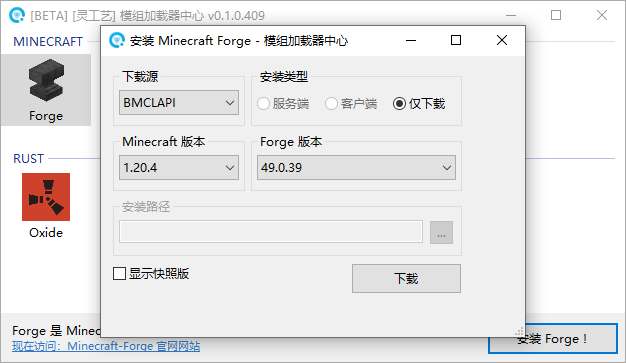 [BETA] [灵工艺] 模组加载器中心 v0.1.0.409
MINECRAFT
Forge
RUST
Oxide
安装 Minecraft Forge - 模组加载器中心
下载源
BMCLAPI
安装类型
服务端 客户端 仅下载
Minecraft 版本
1.20.4
Forge 版本
49.0.39
安装路径
...
显示快照版
下载
Forge 是 Minec
现在访问：Minecraft-Forge 官网网站
安装 Forge！